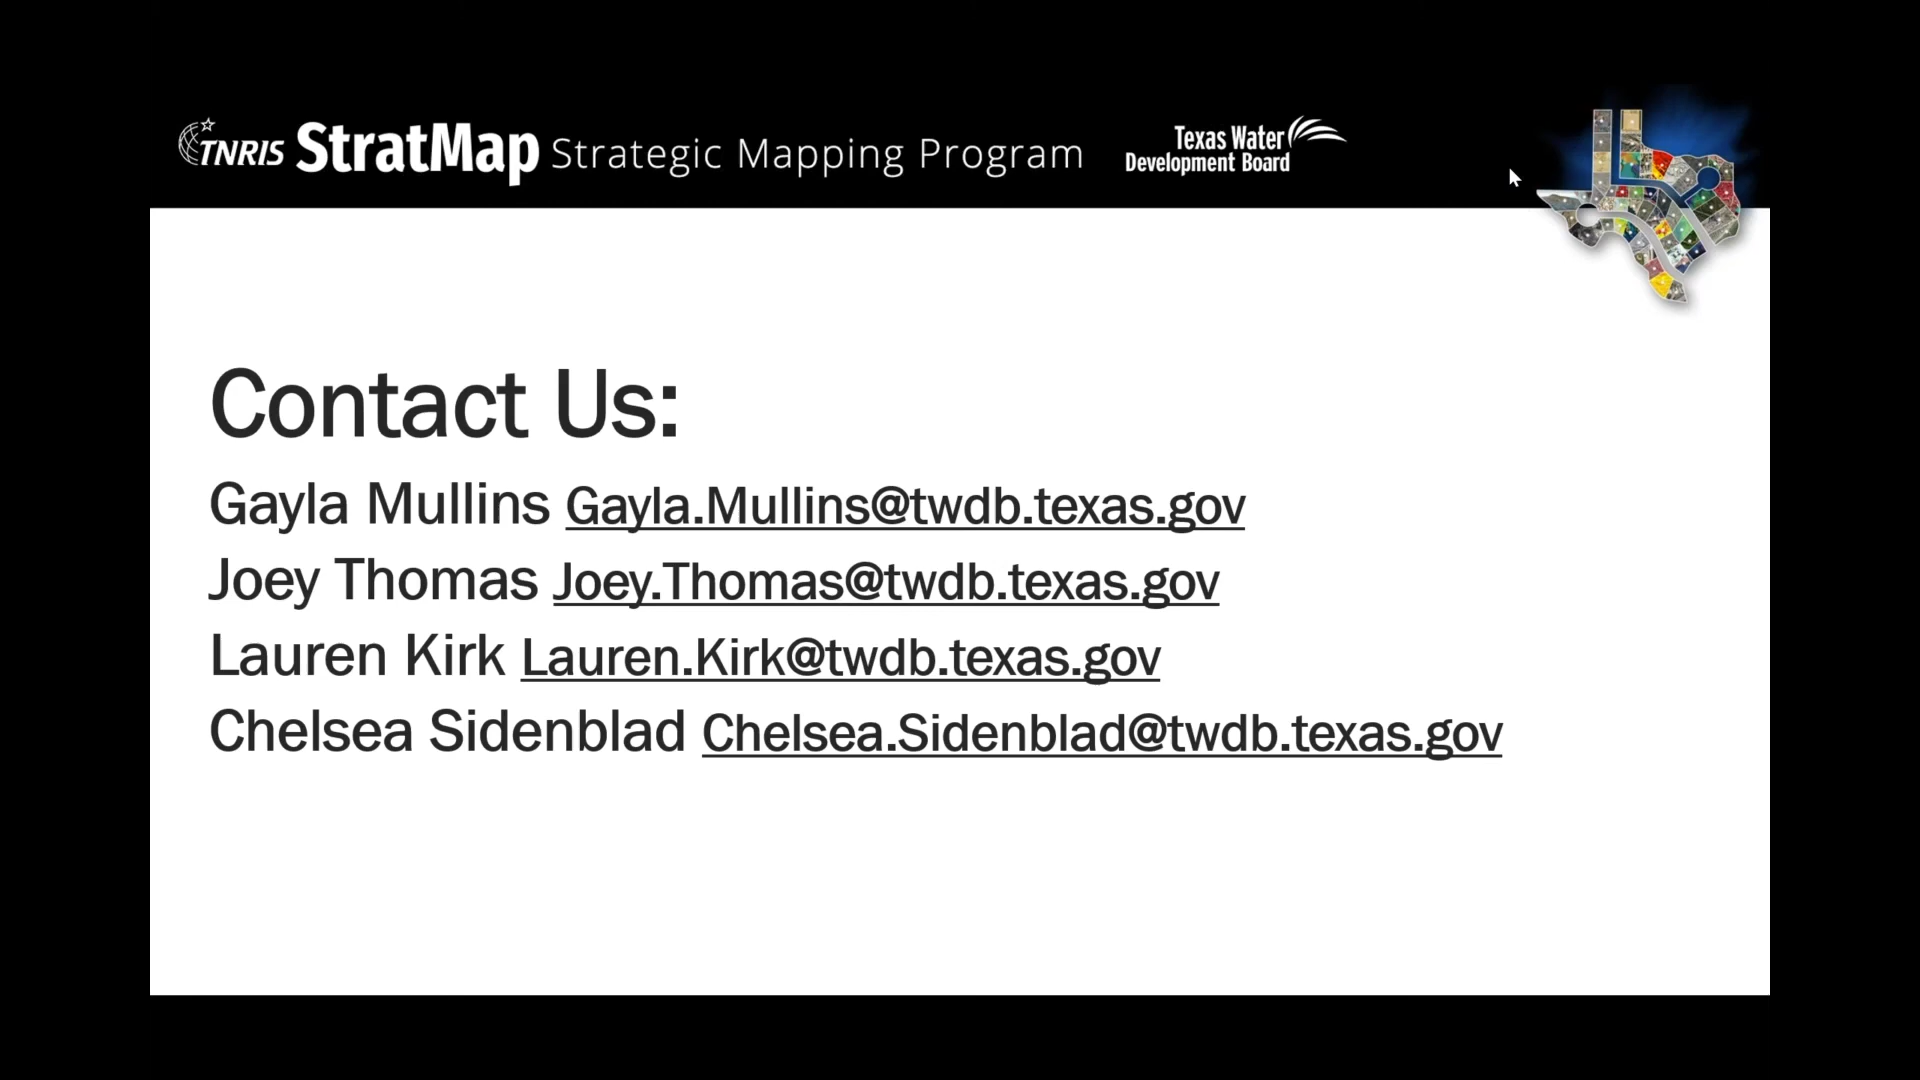 TNRIS StratMap Strategic Mapping Program
Texas Water
Development Board
Contact Us:
Gayla Mullins Gayla.Mullins@twdb.texas.gov
Joey Thomas Joey.Thomas@twdb.texas.gov
Lauren Kirk Lauren.Kirk@twdb.texas.gov
Chelsea Sidenblad Chelsea.Sidenblad@twdb.texas.gov